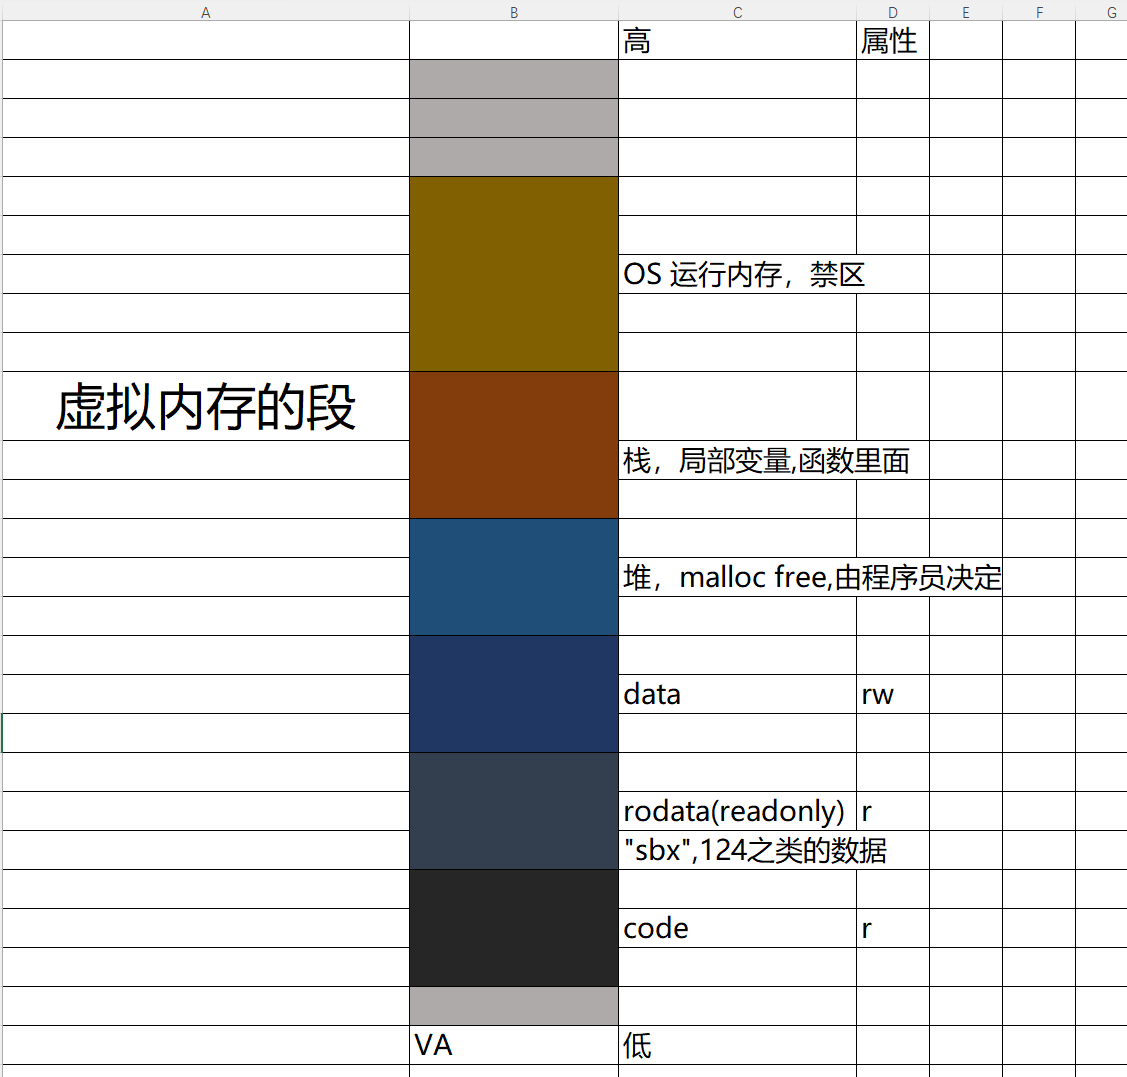 A B C D E F G
高 属性
OS 运行内存，禁区
虚拟内存的段
栈，局部变量,函数里面
堆，malloc free,由程序员决定
data rw
rodata(readonly) r
"sbx",124之类的数据
code r
VA 低